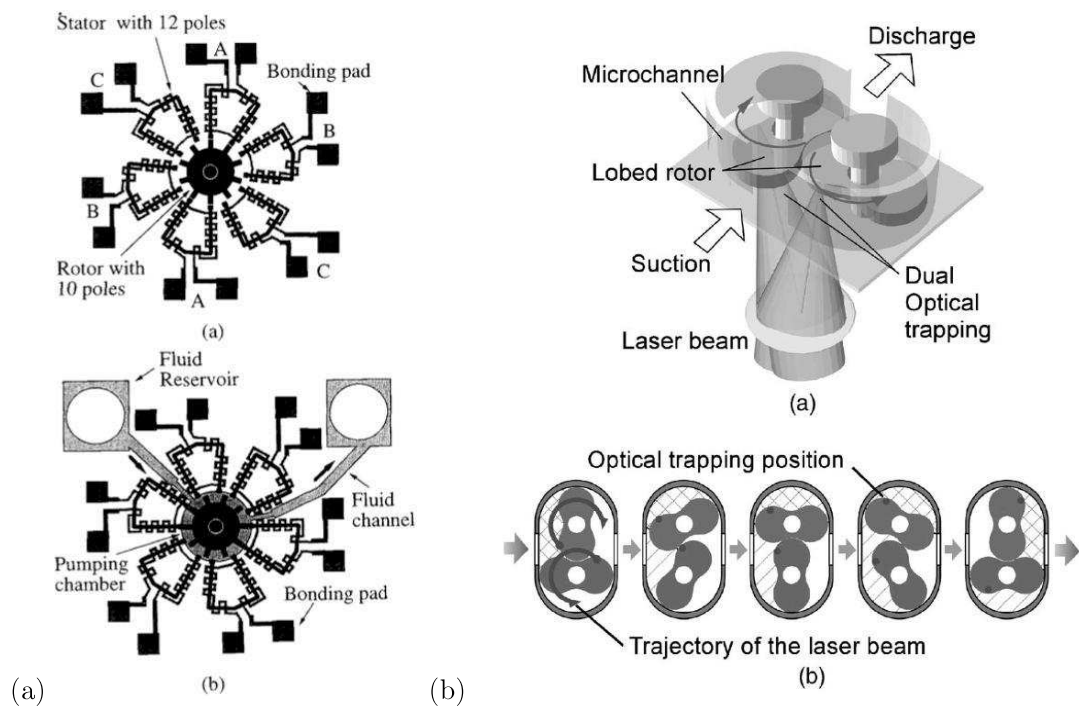 Stator with 12 poles
A
C
Bonding pad
B
B
Rotor with
10 poles
A
C
(a)
Fluid
Reservoir
Fluid
channel
Pumping
chamber
Bonding pad
(b)
(a)
Discharge
Microchannel
Lobed rotor
Suction
Dual
Optical
trapping
Laser beam
(a)
Optical trapping position
Trajectory of the laser beam
(b)
(b)